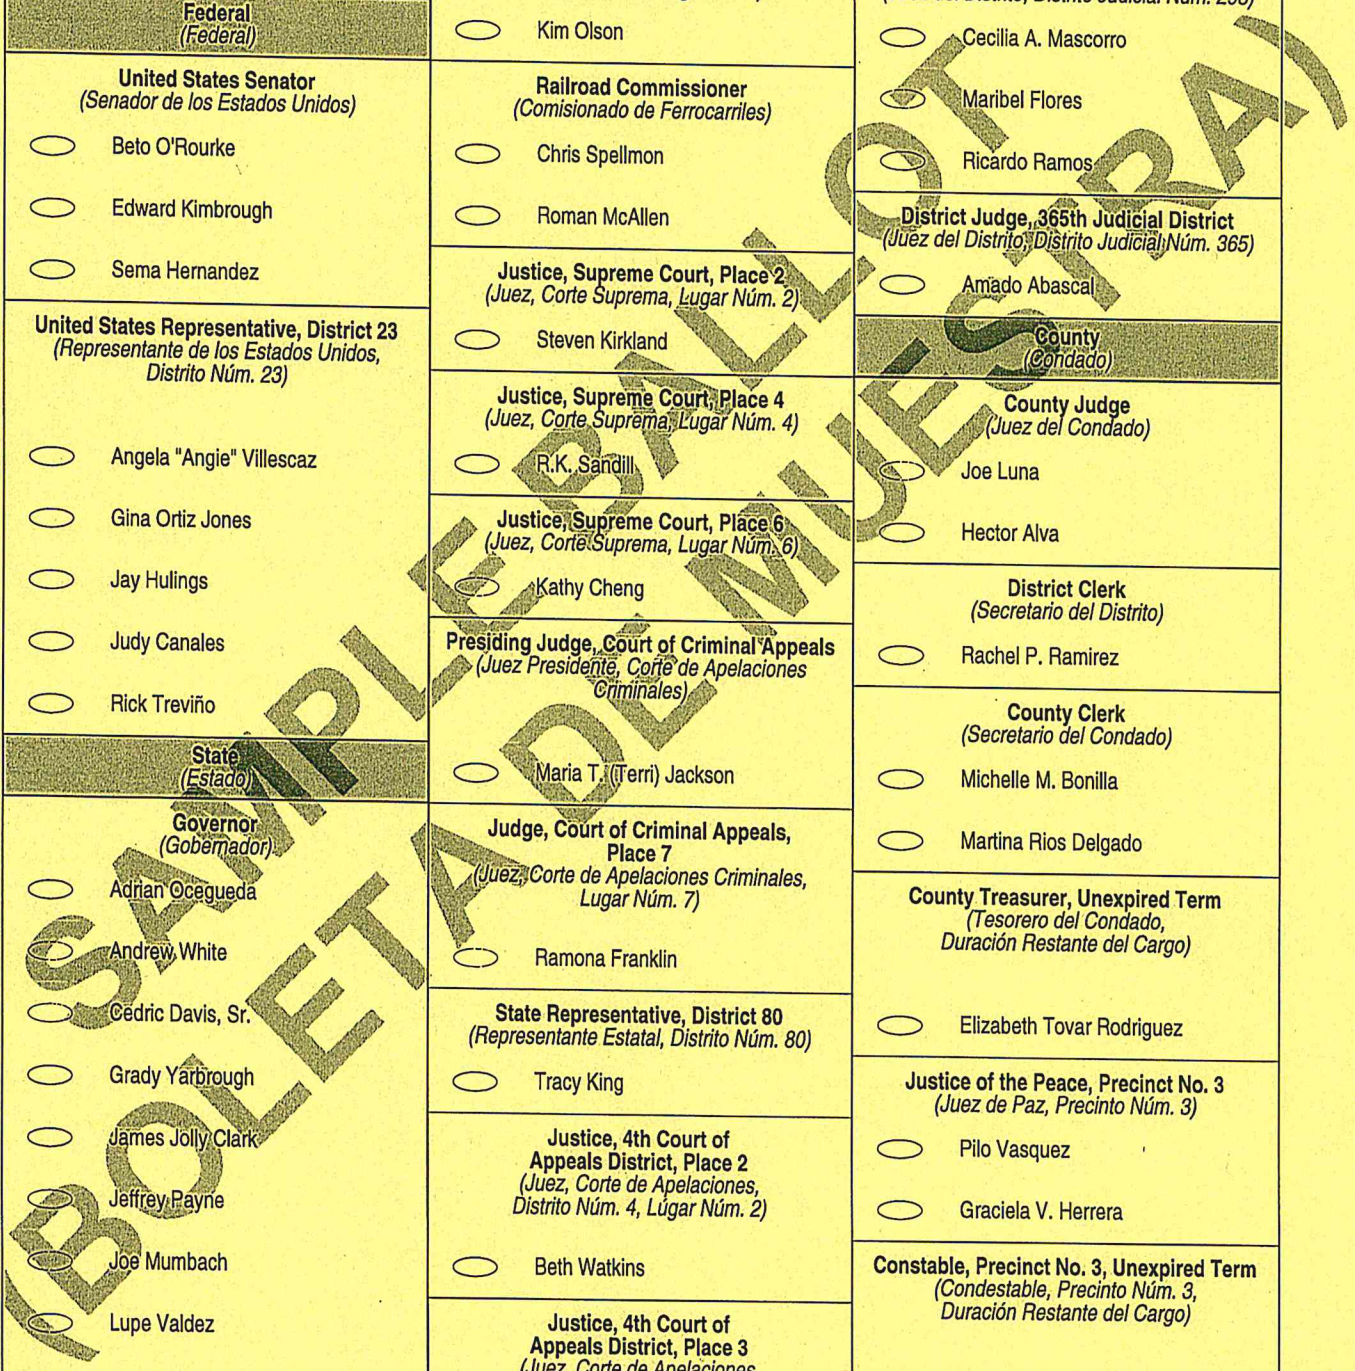 Federal
(Federal)
United States Senator
(Senador de los Estados Unidos)
Beto O'Rourke
Edward Kimbrough
Sema Hernandez
United States Representative, District 23
(Representante de los Estados Unidos,
Distrito Núm. 23)
Angela "Angie" Villescaz
Gina Ortiz Jones
Jay Hulings
Judy Canales
Rick Treviño
State
(Estado)
Governor
(Gobernador)
Adrian Ocegueda
Andrew White
Cedric Davis, Sr.
Grady Yarbrough
James Jolly Clark
Jeffrey Payne
Joe Mumbach
Lupe Valdez
Kim Olson
Railroad Commissioner
(Comisionado de Ferrocarriles)
Chris Spellmon
Roman McAllen
Justice, Supreme Court, Place 2
(Juez, Corte Suprema, Lugar Núm. 2)
Steven Kirkland
Justice, Supreme Court, Place 4
(Juez, Corte Suprema, Lugar Núm. 4)
R.K. Sandill
Justice, Supreme Court, Place 6
(Juez, Corte Suprema, Lugar Núm. 6)
Kathy Cheng
Presiding Judge, Court of Criminal Appeals
(Juez Presidente, Corte de Apelaciones
Criminales)
Maria T. (Terri) Jackson
Judge, Court of Criminal Appeals,
Place 7
(Juez, Corte de Apelaciones Criminales,
Lugar Núm. 7)
Ramona Franklin
State Representative, District 80
(Representante Estatal, Distrito Núm. 80)
Tracy King
Justice, 4th Court of
Appeals District, Place 2
(Juez, Corte de Apelaciones,
Distrito Núm. 4, Lúgar Núm. 2)
Beth Watkins
Justice, 4th Court of
Appeals District, Place 3
(Juez, Corte de Apelaciones
Distrito, Distrito Judicial Núm. 293)
Cecilia A. Mascorro
Maribel Flores
Ricardo Ramos
District Judge, 365th Judicial District
(Juez del Distrito, Distrito Judicial Núm. 365)
Amado Abascal
County
(Condado)
County Judge
(Juez del Condado)
Joe Luna
Hector Alva
District Clerk
(Secretario del Distrito)
Rachel P. Ramirez
County Clerk
(Secretario del Condado)
Michelle M. Bonilla
Martina Rios Delgado
County Treasurer, Unexpired Term
(Tesorero del Condado,
Duración Restante del Cargo)
Elizabeth Tovar Rodriguez
Justice of the Peace, Precinct No. 3
(Juez de Paz, Precinto Núm. 3)
Pilo Vasquez
Graciela V. Herrera
Constable, Precinct No. 3, Unexpired Term
(Condestable, Precinto Núm. 3,
Duración Restante del Cargo)
SAMPLE BALLOT
(BOLETA DE MUESTRA)